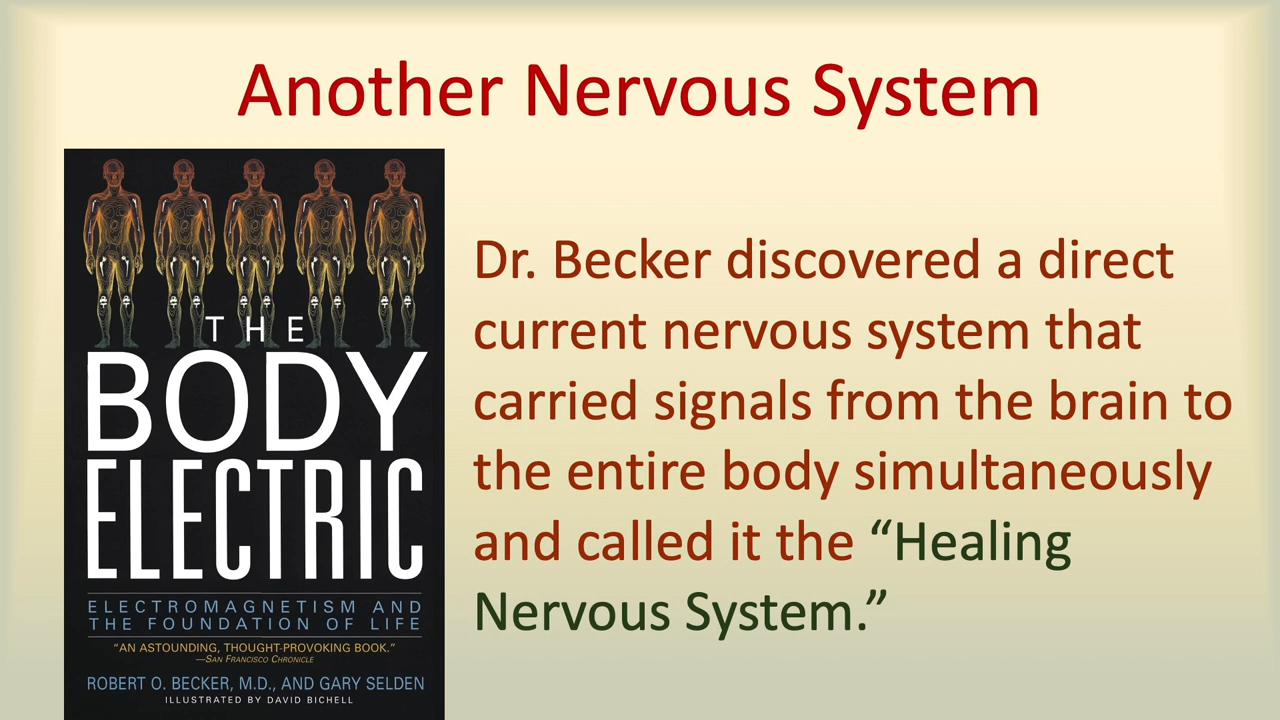 Another Nervous System
THE
BODY
ELECTRIC
ELECTROMAGNETISM AND
THE FOUNDATION OF LIFE
“AN ASTOUNDING, THOUGHT-PROVOKING BOOK.”
—SAN FRANCISCO CHRONICLE
ROBERT O. BECKER, M.D., AND GARY SELDEN
ILLUSTRATED BY DAVID BICHELL
Dr. Becker discovered a direct
current nervous system that
carried signals from the brain to
the entire body simultaneously
and called it the “Healing
Nervous System.”